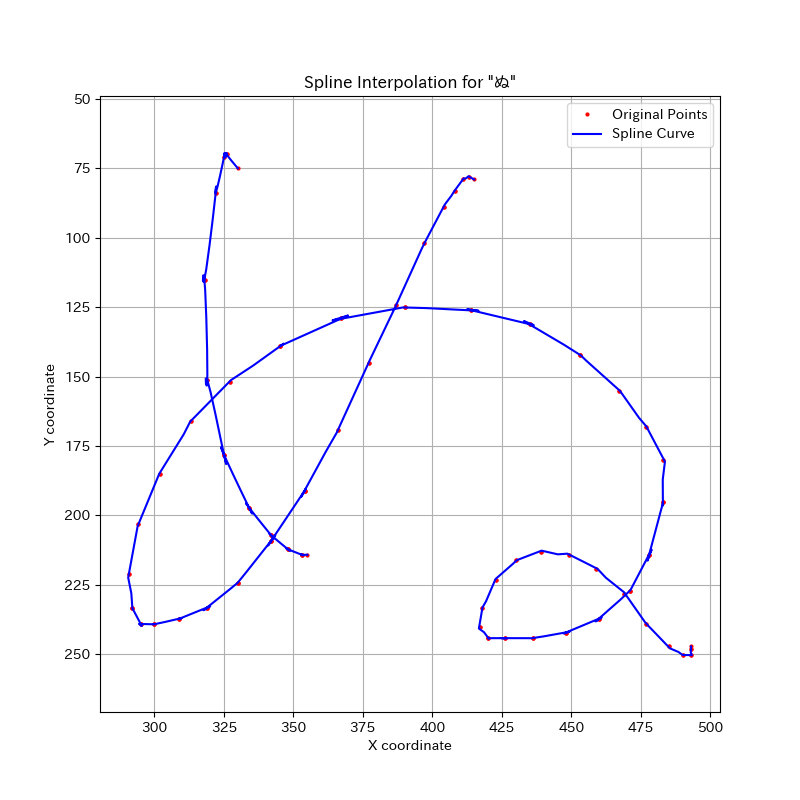 Spline Interpolation for "ぬ"
Original Points
Spline Curve
Y coordinate
50
75
100
125
150
175
200
225
250
300 325 350 375 400 425 450 475 500
X coordinate